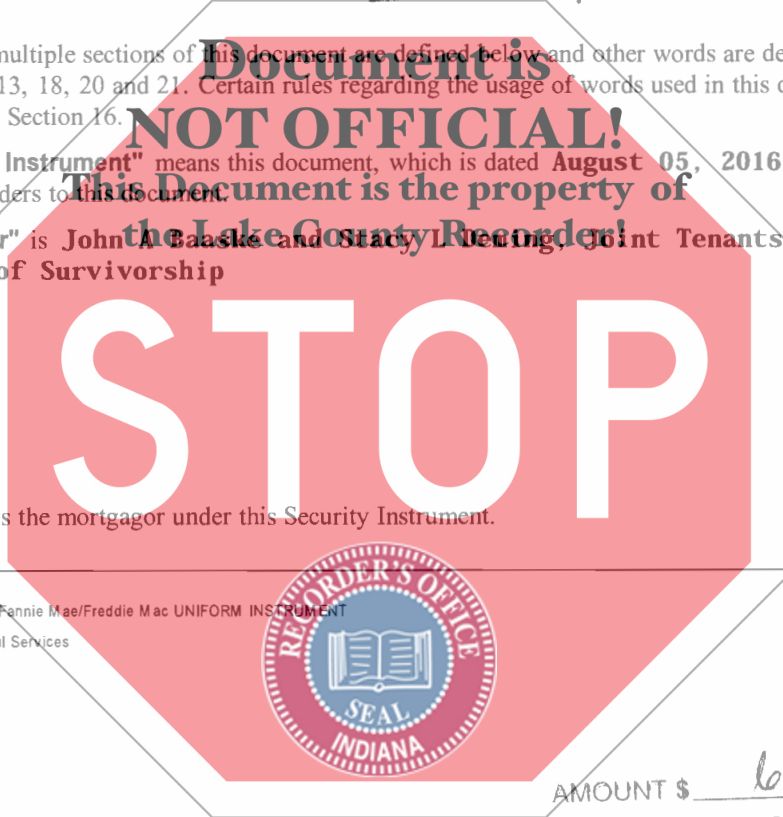 multiple sections of this document are defined below and other words are de
Document is
13, 18, 20 and 21. Certain rules regarding the usage of words used in this d
Section 16.
NOT OFFICIAL!
Instrument" means this document, which is dated August 05, 2016
ders to this document.
This Document is the property of
the Lake County Recorder!
r" is John A Baaske and Stacy L Dening, Joint Tenants
of Survivorship
STOP
s the mortgagor under this Security Instrument.
Fannie Mae/Freddie Mac UNIFORM INSTRUMENT
l Services
RECORDER'S OFFICE
SEAL
INDIANA
AMOUNT $ 6